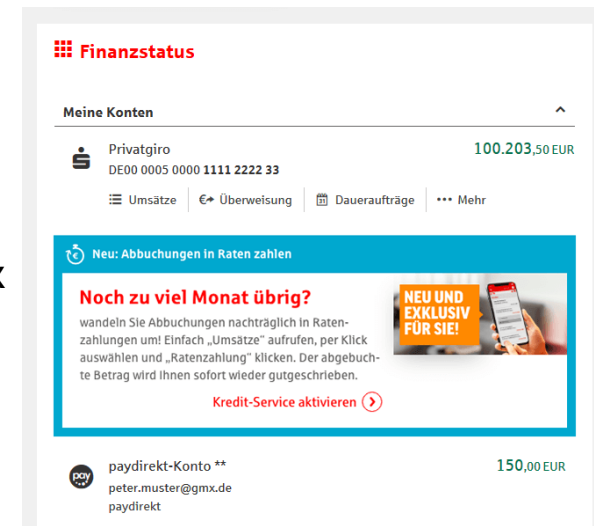 Finanzstatus
Meine Konten
Privatgiro
100.203,50 EUR
DE00 0005 0000 1111 2222 33
Umsätze
Überweisung
Daueraufträge
Mehr
Neu: Abbuchungen in Raten zahlen
Noch zu viel Monat übrig?
wandeln Sie Abbuchungen nachträglich in Raten-
zahlungen um! Einfach „Umsätze" aufrufen, per Klick
auswählen und „Ratenzahlung" klicken. Der abgebuch-
te Betrag wird Ihnen sofort wieder gutgeschrieben.
NEU UND
EXKLUSIV
FÜR SIE!
Kredit-Service aktivieren
pay
paydirekt-Konto **
150,00 EUR
peter.muster@gmx.de
paydirekt